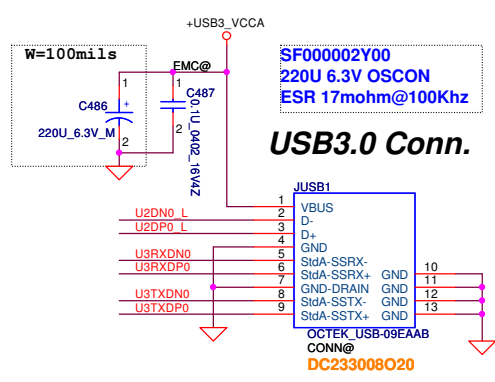 +USB3_VCCA
W=100mils
EMC@
SF000002Y00
220U 6.3V OSCON
ESR 17mohm@100Khz
1
+
C486
220U_6.3V_M
2
1
C487
0.1U_0402_16V4Z
2
USB3.0 Conn.
JUSB1
1 VBUS
U2DN0_L 2 D-
U2DP0_L 3 D+
4 GND
U3RXDN0 5 StdA-SSRX-
U3RXDP0 6 StdA-SSRX+ GND 10
7 GND-DRAIN GND 11
U3TXDN0 8 StdA-SSTX- GND 12
U3TXDP0 9 StdA-SSTX+ GND 13
OCTEK_USB-09EAAB
CONN@
DC233008O20